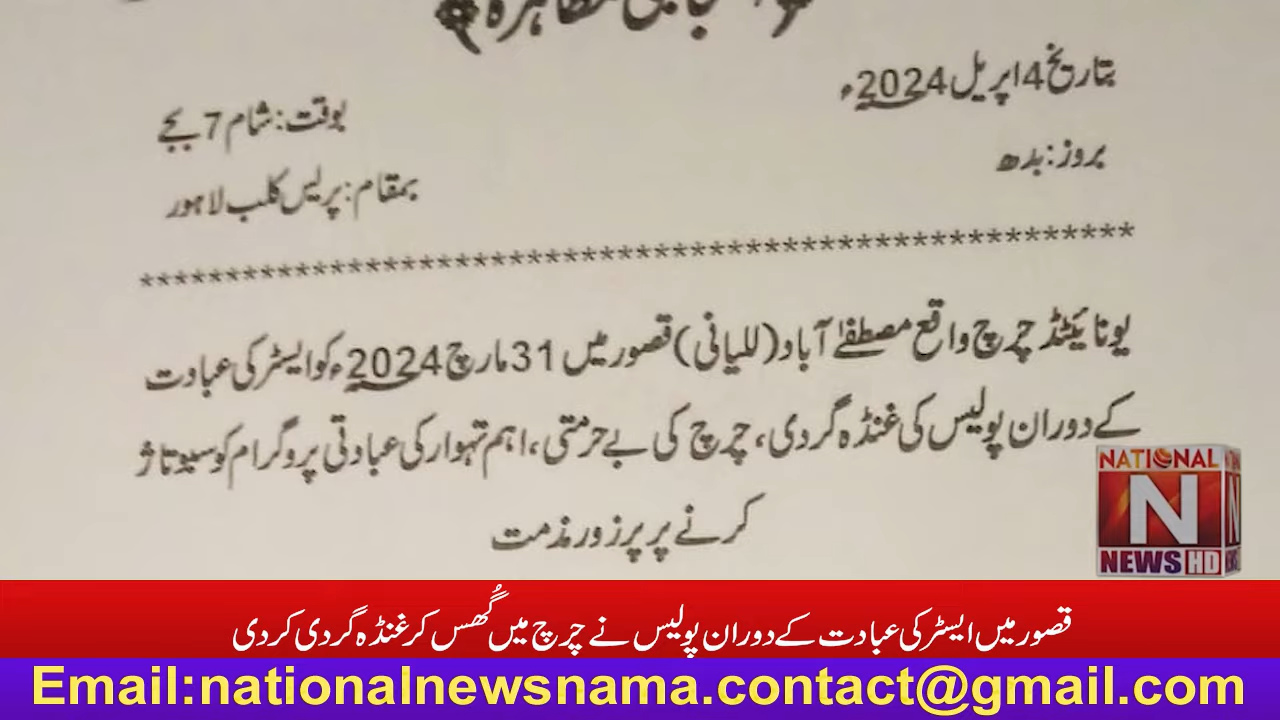 بتاریخ 4 اپریل 2024ء
بوقت: شام 7 بجے
بروز: بدھ
بمقام: پریس کلب لاہور
یونائیٹڈ چرچ واقع مصطفےٰ آباد (للیانی) قصور میں 31 مارچ 2024ء کو ایسٹر کی عبادت
کے دوران پولیس کی غنڈہ گردی، چرچ کی بے حرمتی، اہم تہوار کی عبادتی پروگرام کو سبوتاژ
کرنے پر پرزور مذمت
NATIONAL
N
NEWS HD
قصور میں ایسٹر کی عبادت کے دوران پولیس نے چرچ میں گُھس کر غنڈہ گردی کر دی
Email:nationalnewsnama.contact@gmail.com